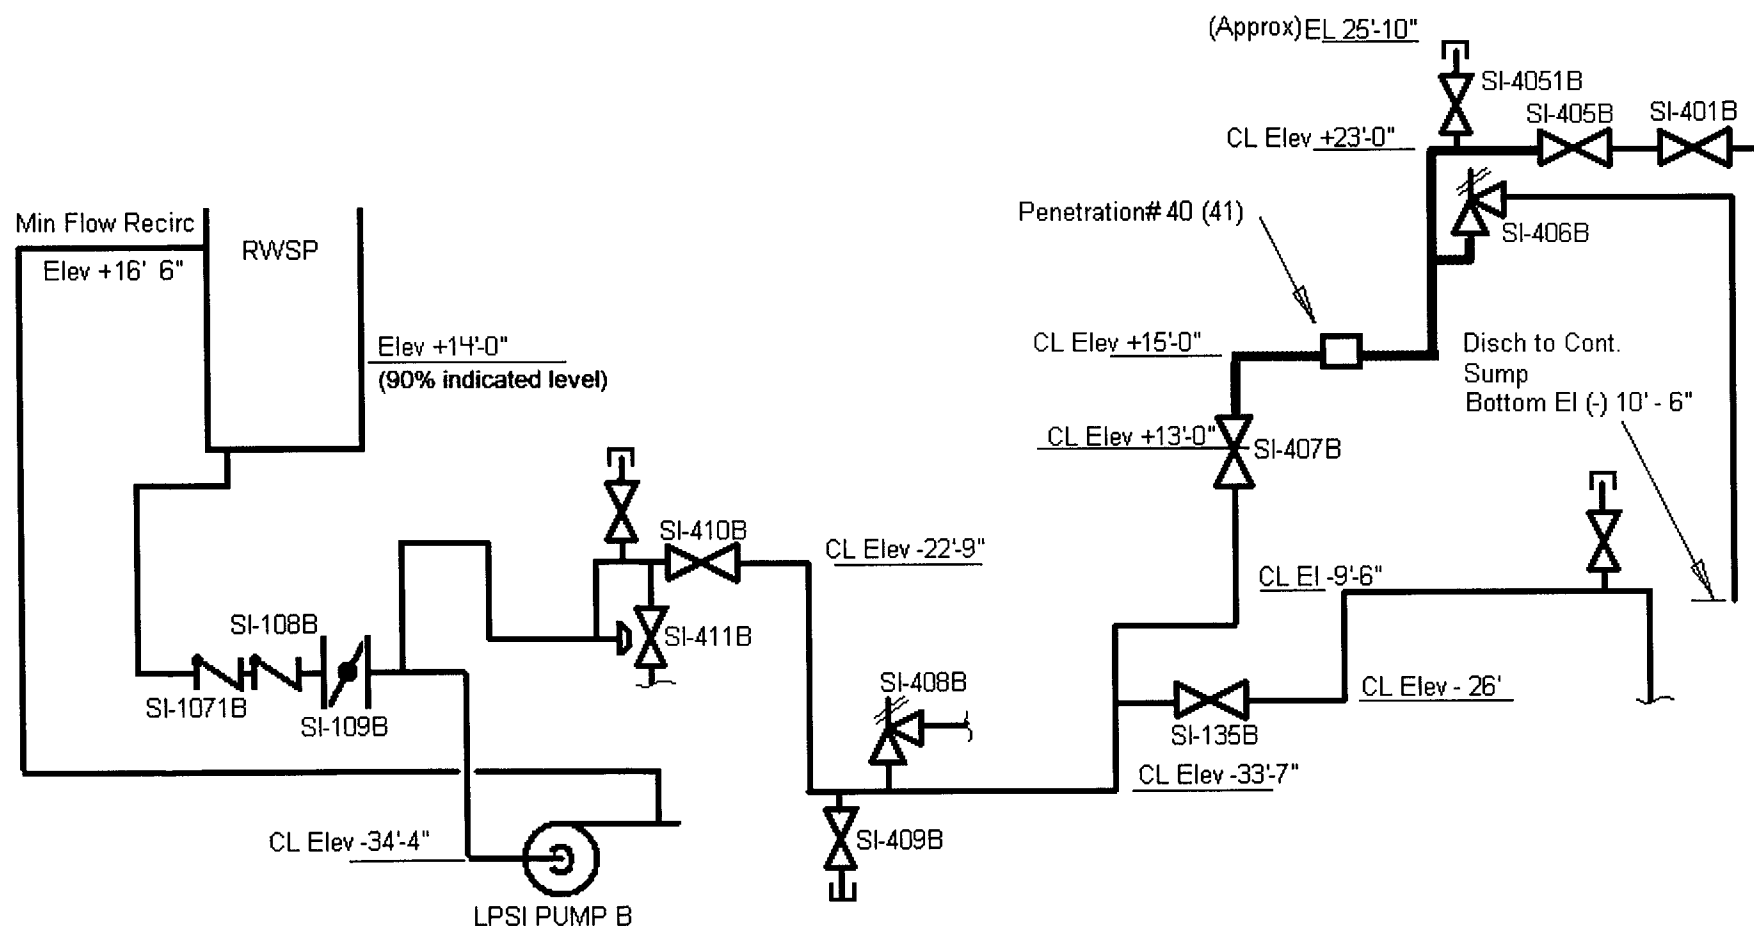 (Approx) EL 25'-10"
SI-4051B
SI-405B
SI-401B
CL Elev +23'-0"
Min Flow Recirc
RWSP
Elev +16' 6"
Penetration# 40 (41)
SI-406B
Elev +14'-0"
(90% indicated level)
CL Elev +15'-0"
Disch to Cont.
Sump
Bottom El (-) 10' - 6"
CL Elev +13'-0"
SI-407B
SI-410B
CL Elev -22'-9"
CL El -9'-6"
SI-108B
SI-411B
SI-1071B
SI-109B
SI-408B
CL Elev - 26'
SI-135B
CL Elev -33'-7"
CL Elev -34'-4"
SI-409B
LPSI PUMP B